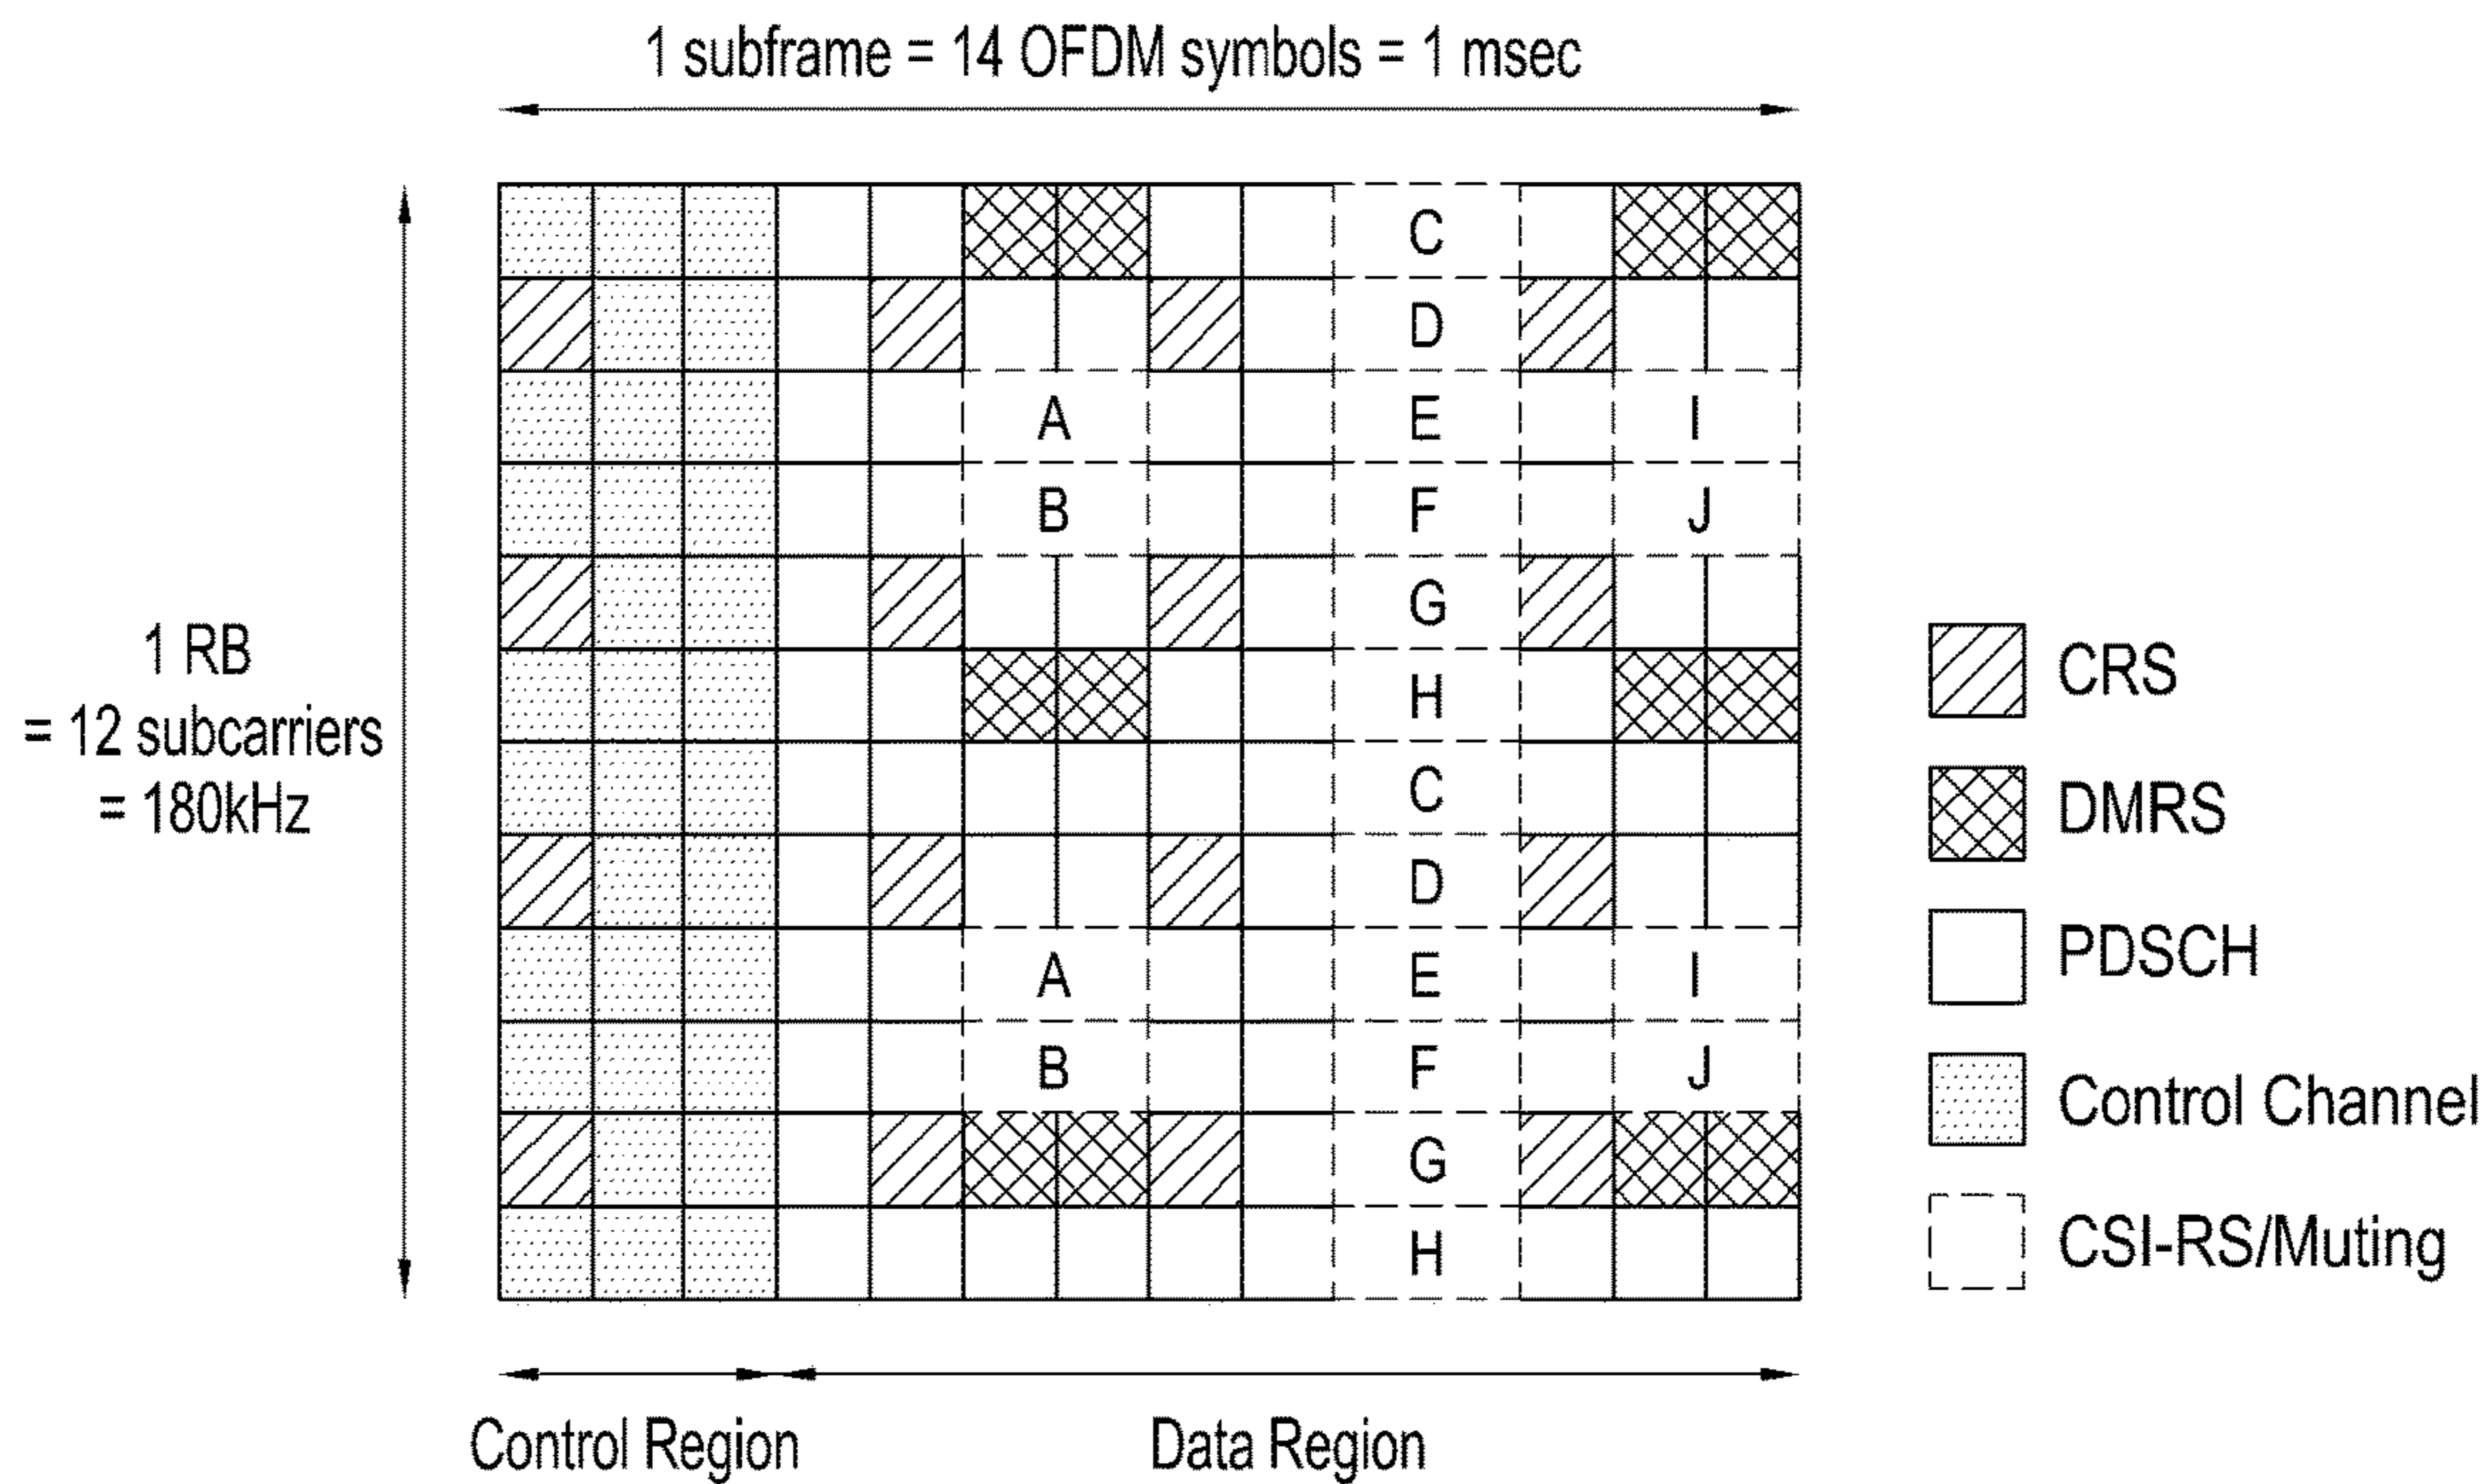 1 subframe = 14 OFDM symbols = 1 msec
C
D
A E I
B F J
G
H
C
D
A E I
B F J
G
H
1 RB
= 12 subcarriers
= 180kHz
CRS
DMRS
PDSCH
Control Channel
CSI-RS/Muting
Control Region Data Region